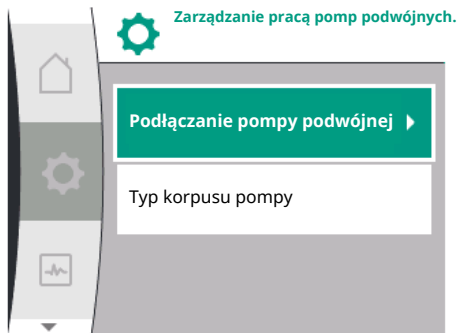 Zarządzanie pracą pomp podwójnych.
Podłączanie pompy podwójnej
Typ korpusu pompy